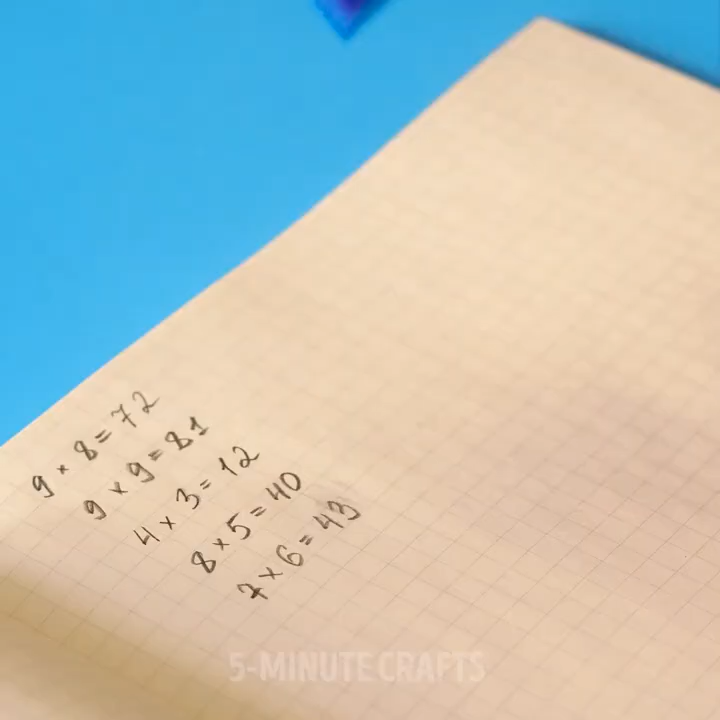 9 × 8 = 72
9 × 9 = 81
4 × 3 = 12
8 × 5 = 40
7 × 6 = 43
5-MINUTE CRAFTS